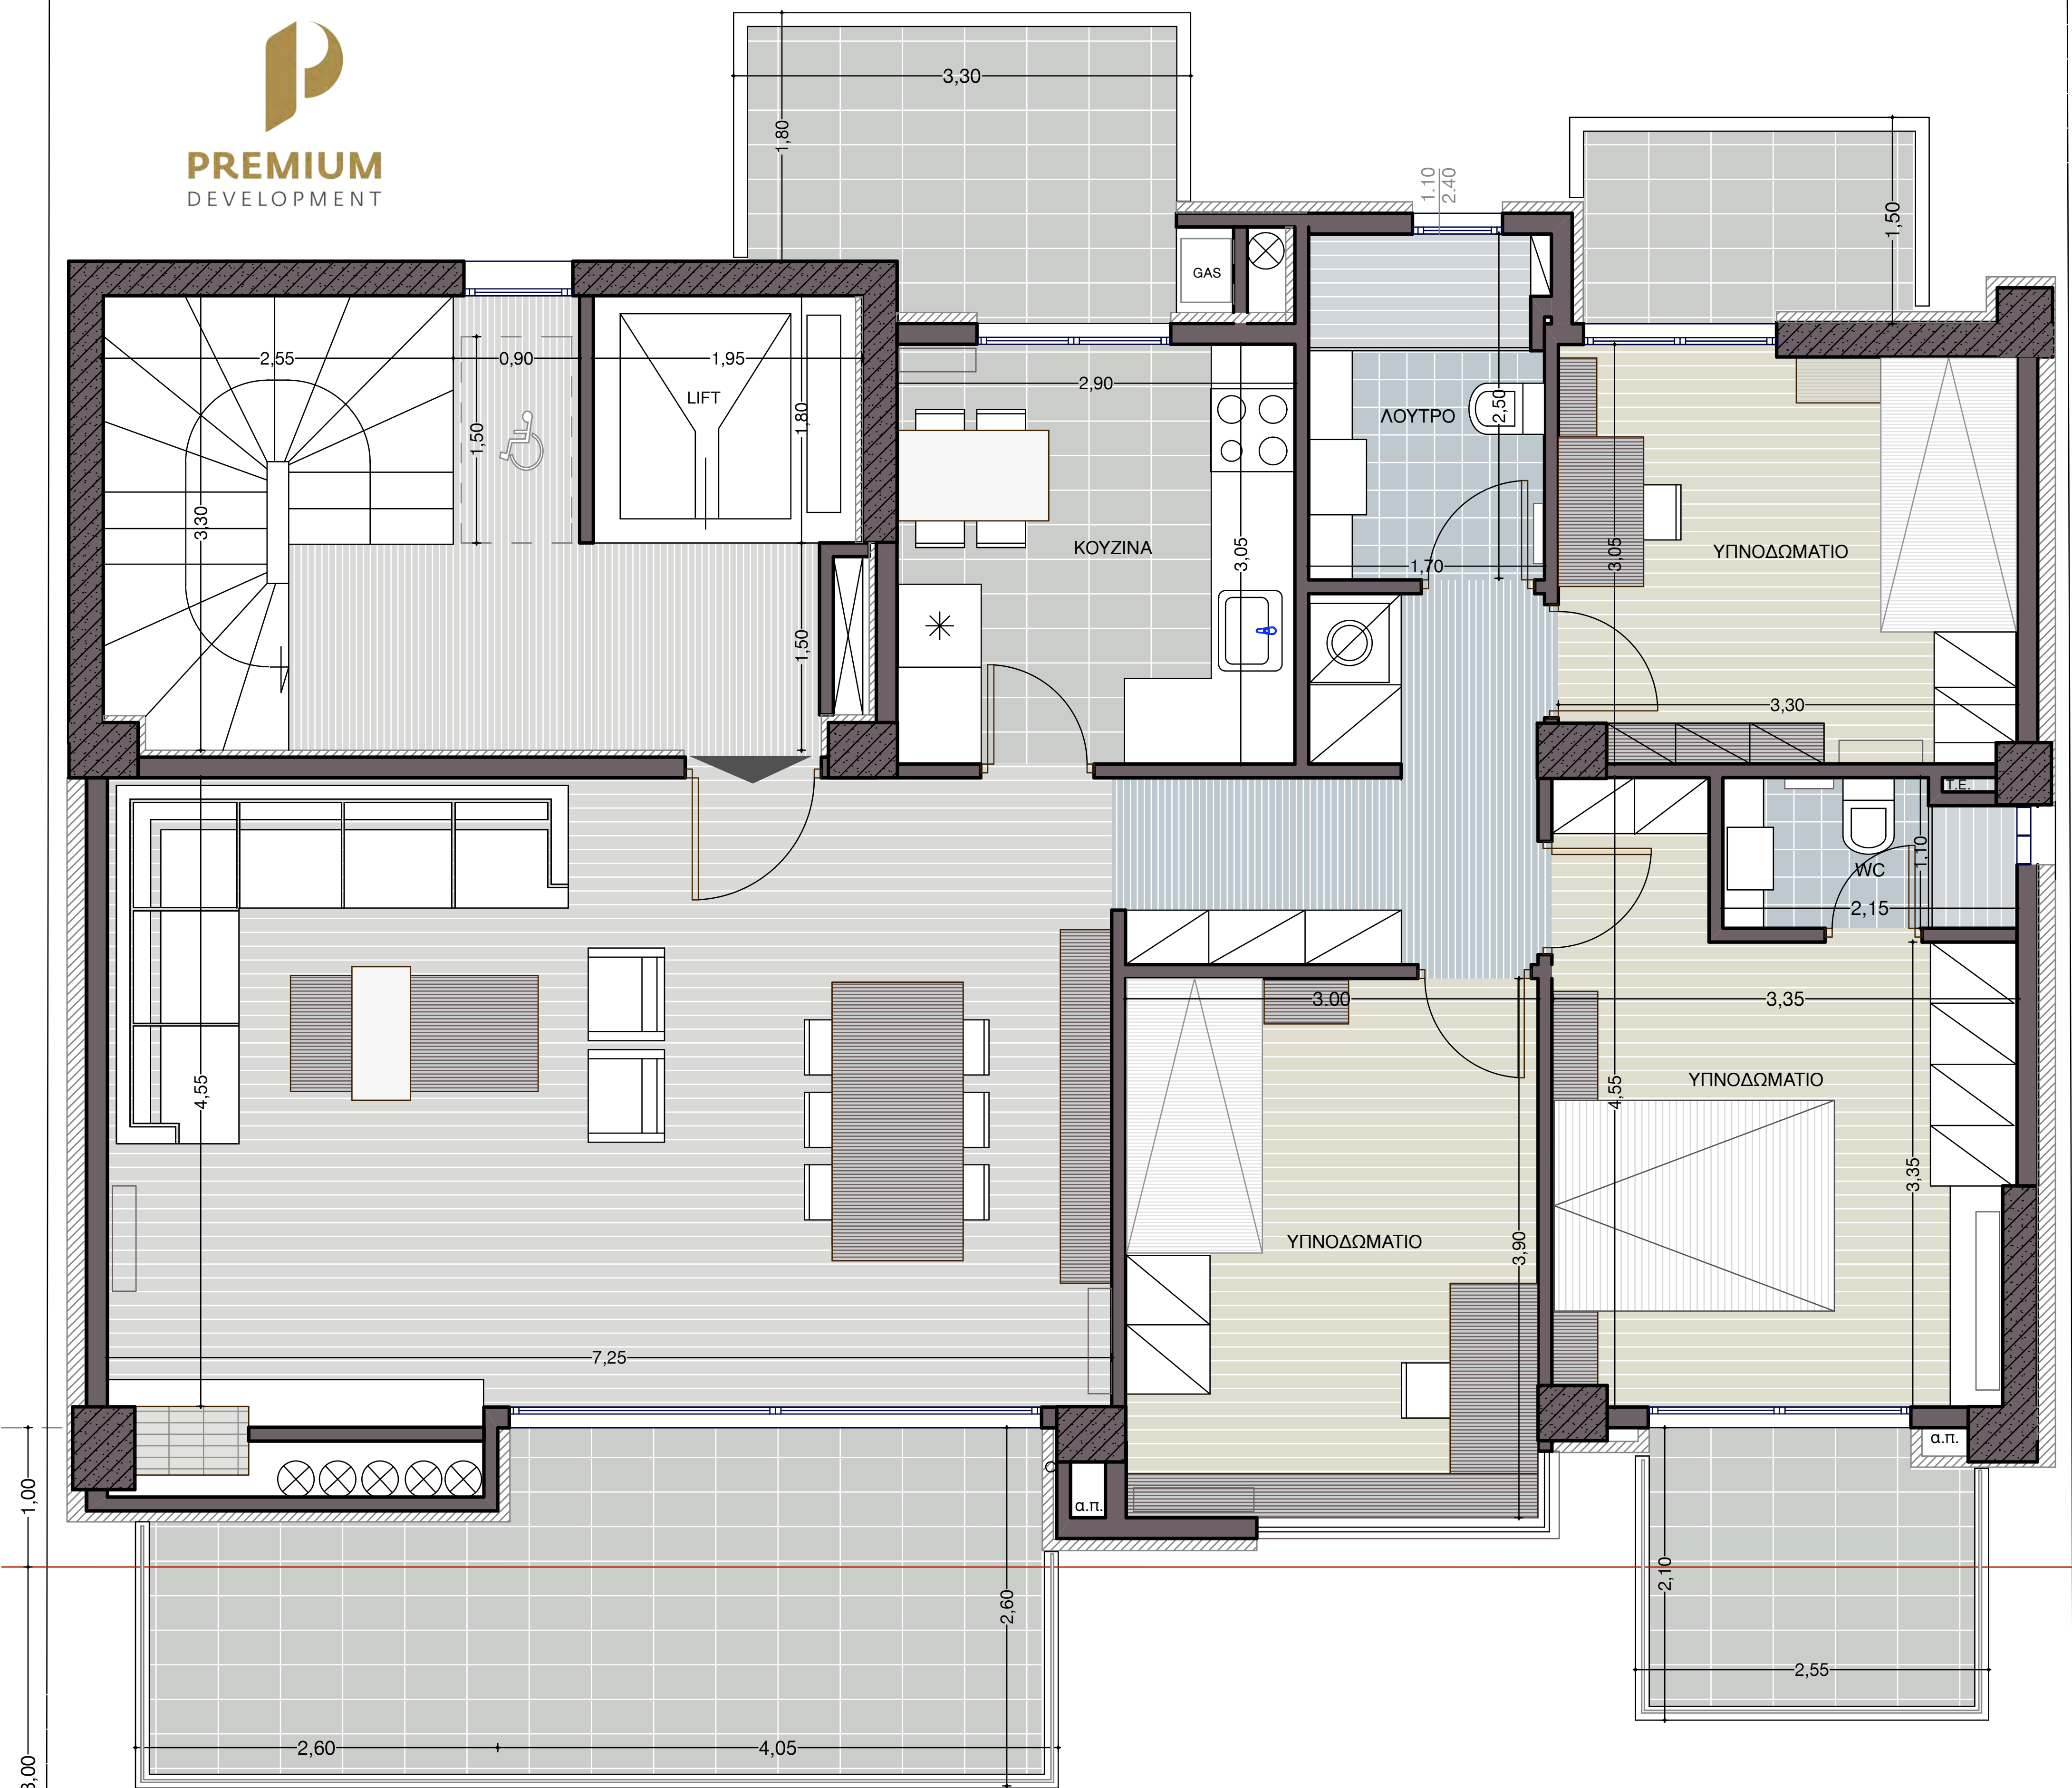 PREMIUM
DEVELOPMENT
3,30
1,80
1.10
2.40
1,50
GAS
2,55
0,90
1,95
LIFT
1,80
1,50
3,30
1,50
2,90
ΚΟΥΖΙΝΑ
3,05
ΛΟΥΤΡΟ
2,50
1,70
3,05
ΥΠΝΟΔΩΜΑΤΙΟ
3,30
T.E.
WC
1,10
2,15
3.00
3,35
4,55
4,55
ΥΠΝΟΔΩΜΑΤΙΟ
3,35
ΥΠΝΟΔΩΜΑΤΙΟ
3,90
7,25
α.π.
α.π.
1,00
2,60
2,10
2,55
2,60
4,05
3,00